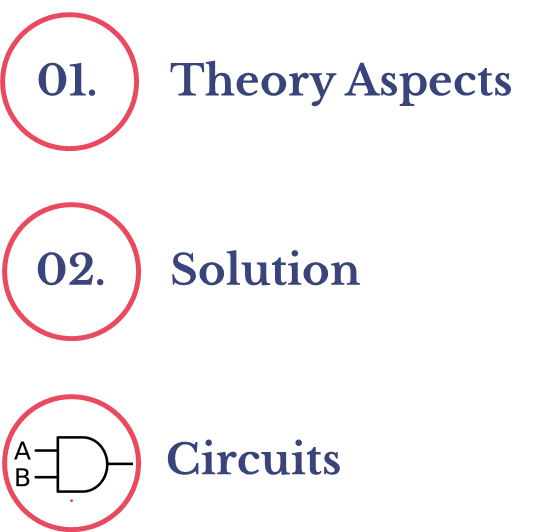 01.
Theory Aspects
02.
Solution
A
B
Circuits